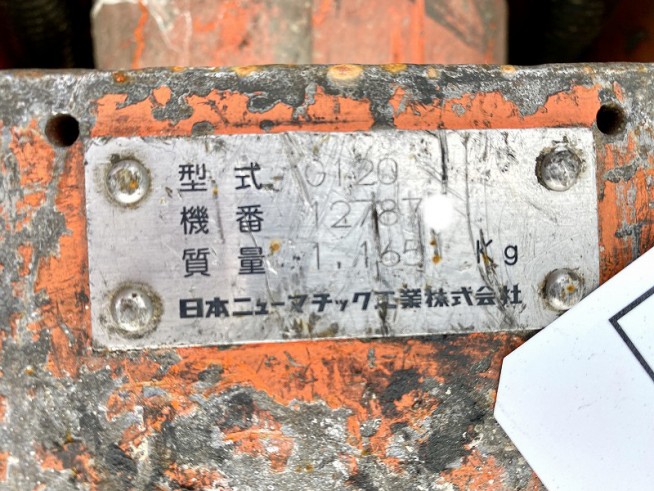 型式 G120
機番 12787
質量 1,165 Kg
日本ニューマチック工業株式会社